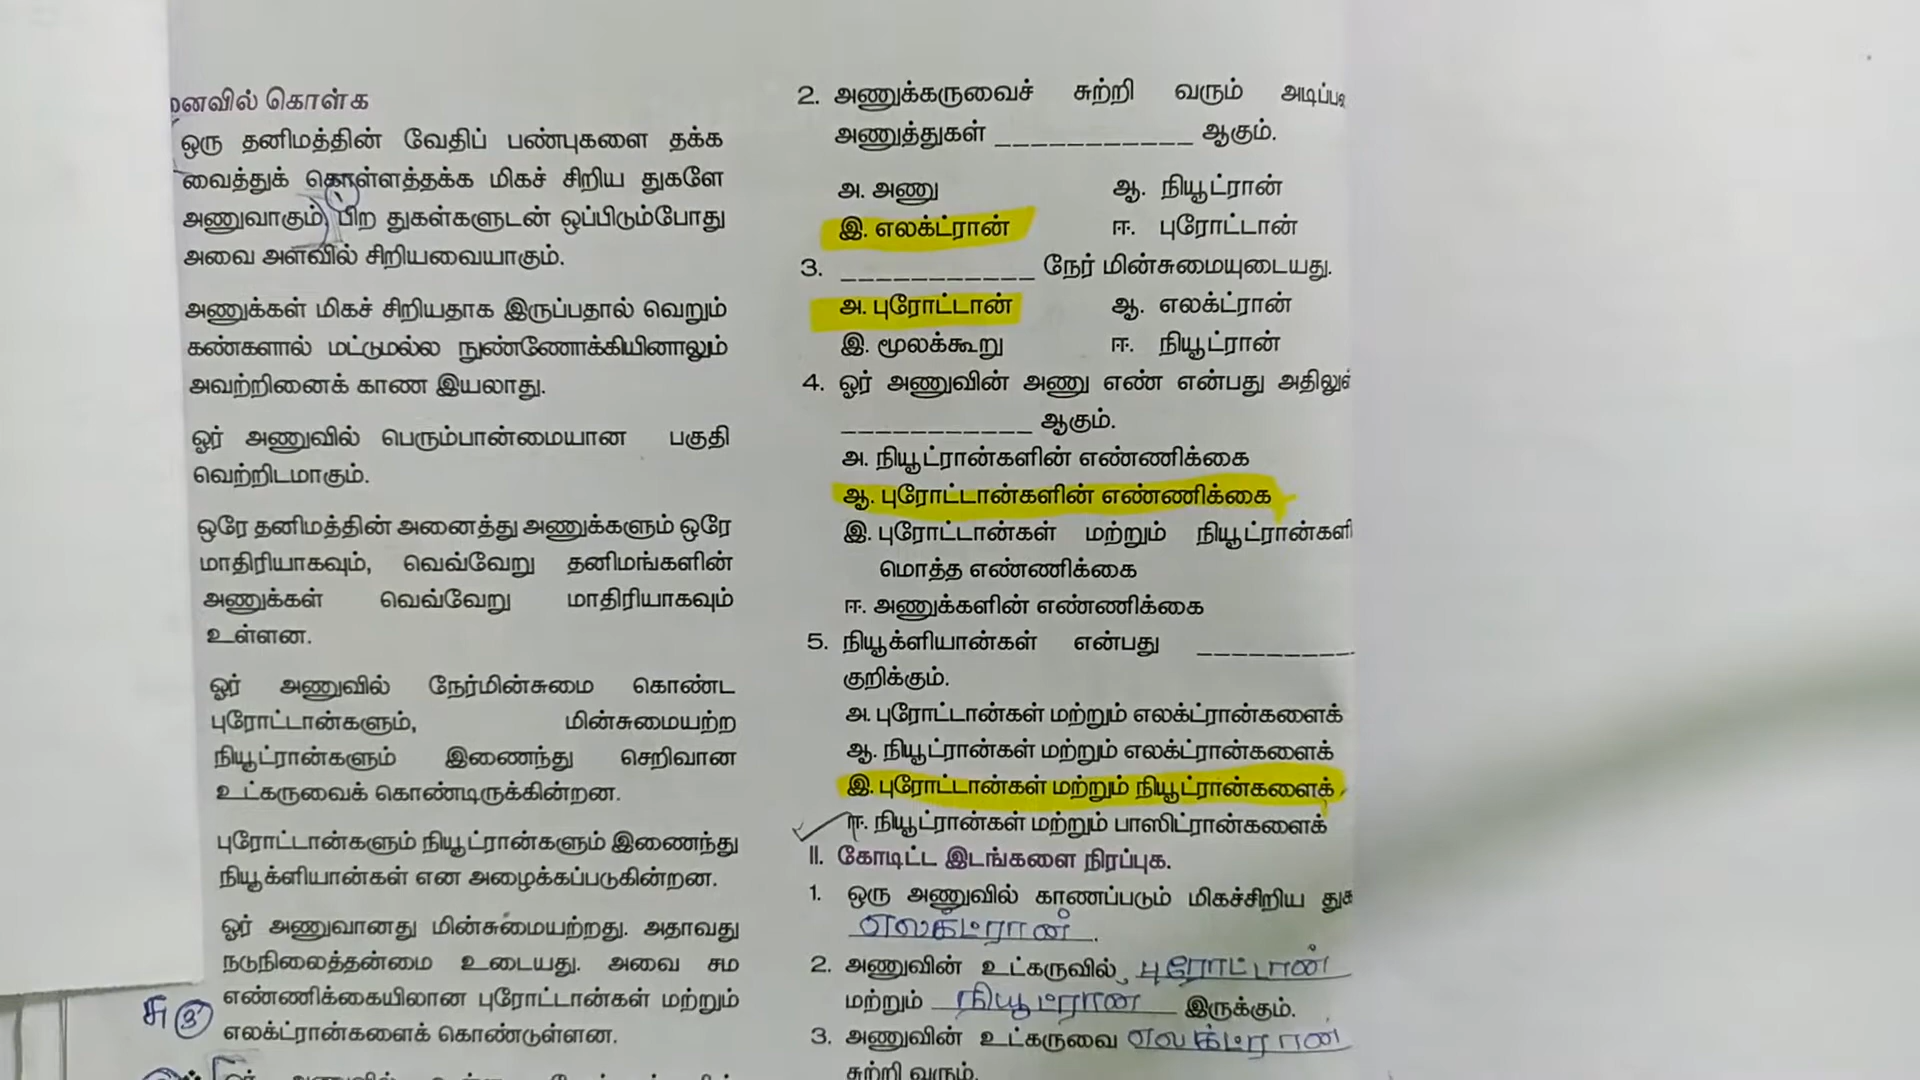 னைவில் கொள்க
ஒரு தனிமத்தின் வேதிப் பண்புகளை தக்க
வைத்துக் கொள்ளத்தக்க மிகச் சிறிய துகளே
அணுவாகும். பிற துகள்களுடன் ஒப்பிடும்போது
அவை அளவில் சிறியவையாகும்.
அணுக்கள் மிகச் சிறியதாக இருப்பதால் வெறும்
கண்களால் மட்டுமல்ல நுண்ணோக்கியினாலும்
அவற்றினைக் காண இயலாது.
ஓர் அணுவில் பெரும்பான்மையான பகுதி
வெற்றிடமாகும்.
ஒரே தனிமத்தின் அனைத்து அணுக்களும் ஒரே
மாதிரியாகவும், வெவ்வேறு தனிமங்களின்
அணுக்கள் வெவ்வேறு மாதிரியாகவும்
உள்ளன.
ஓர் அணுவில் நேர்மின்சுமை கொண்ட
புரோட்டான்களும், மின்சுமையற்ற
நியூட்ரான்களும் இணைந்து செறிவான
உட்கருவைக் கொண்டிருக்கின்றன.
புரோட்டான்களும் நியூட்ரான்களும் இணைந்து
நியூக்ளியான்கள் என அழைக்கப்படுகின்றன.
ஓர் அணுவானது மின்சுமையற்றது. அதாவது
நடுநிலைத்தன்மை உடையது. அவை சம
எண்ணிக்கையிலான புரோட்டான்கள் மற்றும்
எலக்ட்ரான்களைக் கொண்டுள்ளன.
3
2. அணுக்கருவைச் சுற்றி வரும்
அணுத்துகள் ____________ ஆகும்.
அ. அணு ஆ. நியூட்ரான்
இ. எலக்ட்ரான் ஈ. புரோட்டான்
3. ____________ நேர் மின்சுமையுடையது.
அ. புரோட்டான் ஆ. எலக்ட்ரான்
இ. மூலக்கூறு ஈ. நியூட்ரான்
4. ஓர் அணுவின் அணு எண் என்பது
____________ ஆகும்.
அ. நியூட்ரான்களின் எண்ணிக்கை
ஆ. புரோட்டான்களின் எண்ணிக்கை
இ. புரோட்டான்கள் மற்றும் நியூட்ரான்களி
மொத்த எண்ணிக்கை
ஈ. அணுக்களின் எண்ணிக்கை
5. நியூக்ளியான்கள் என்பது __________
குறிக்கும்.
அ. புரோட்டான்கள் மற்றும் எலக்ட்ரான்களைக்
ஆ. நியூட்ரான்கள் மற்றும் எலக்ட்ரான்களைக்
இ. புரோட்டான்கள் மற்றும் நியூட்ரான்களைக்
ஈ. நியூட்ரான்கள் மற்றும் பாஸிட்ரான்களைக்
II. கோடிட்ட இடங்களை நிரப்புக.
1. ஒரு அணுவில் காணப்படும் மிகச்சிறிய
எலக்ட்ரான்.
2. அணுவின் உட்கருவில் புரோட்டான்
மற்றும் நியூட்ரான் இருக்கும்.
3. அணுவின் உட்கருவை எலக்ட்ரான்
சுற்றி வரும்.